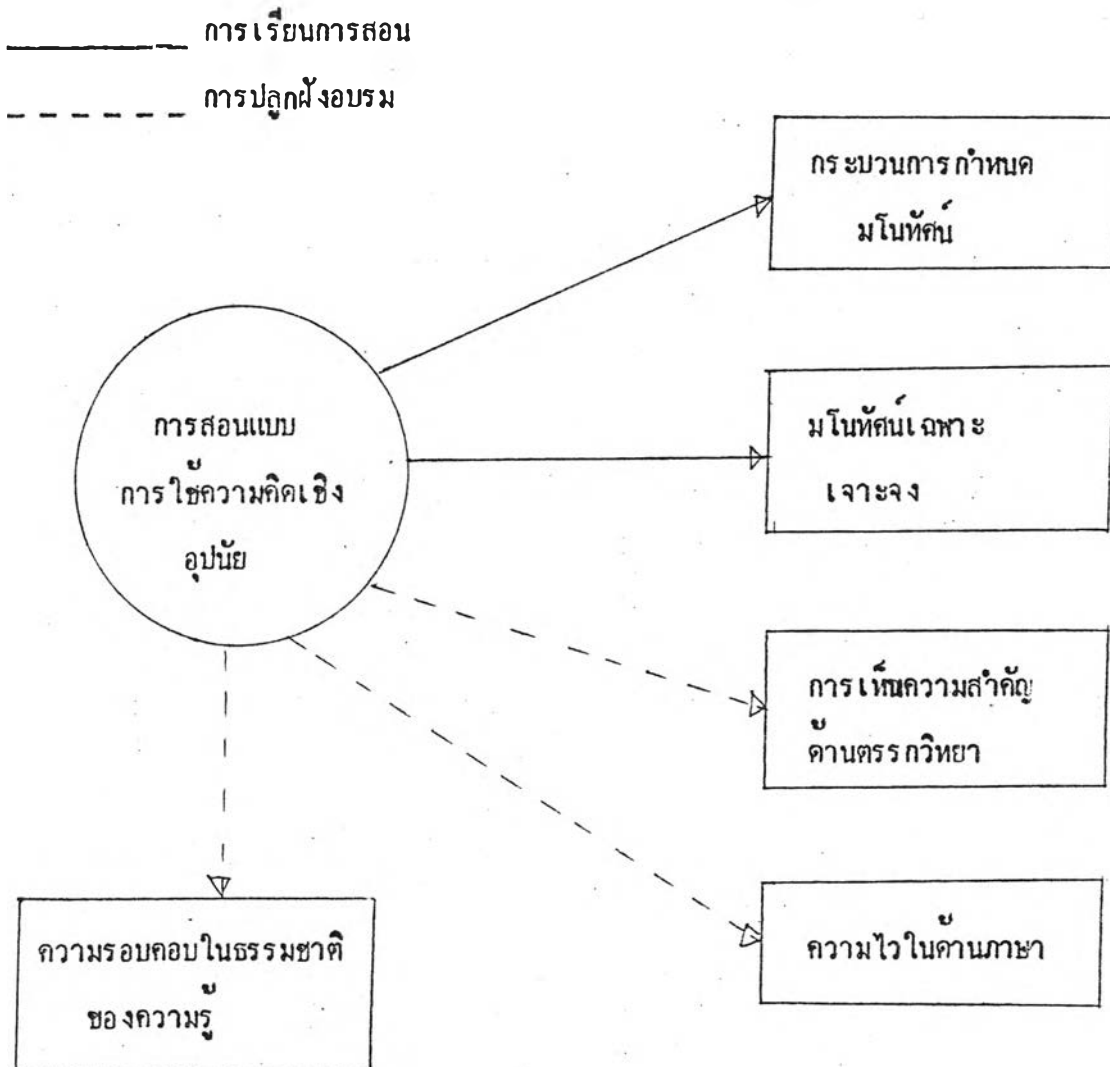 การเรียนการสอน
การปลูกฝังอบรม
กระบวนการกำหนด
มโนทัศน์
การสอนแบบ
การใช้ความคิดเชิง
อุปนัย
มโนทัศน์เฉพาะ
เจาะจง
การเห็นความสำคัญ
ด้านตรรกวิทยา
ความไวในด้านภาษา
ความรอบคอบในธรรมชาติ
ของความรู้